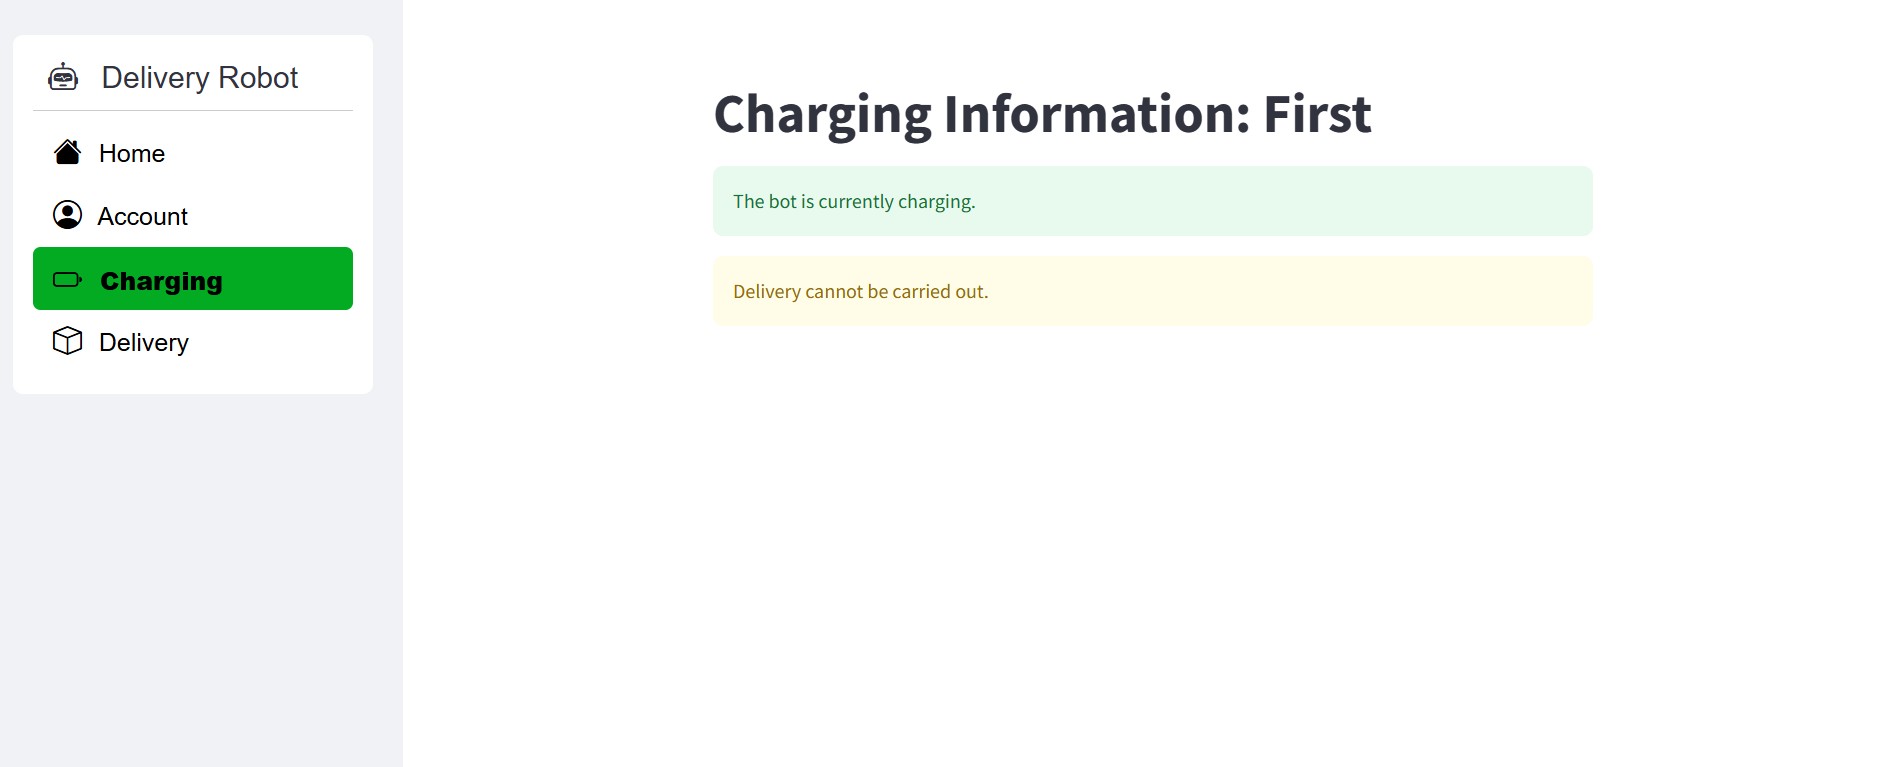 Delivery Robot
Home
Account
Charging
Delivery
Charging Information: First
The bot is currently charging.
Delivery cannot be carried out.